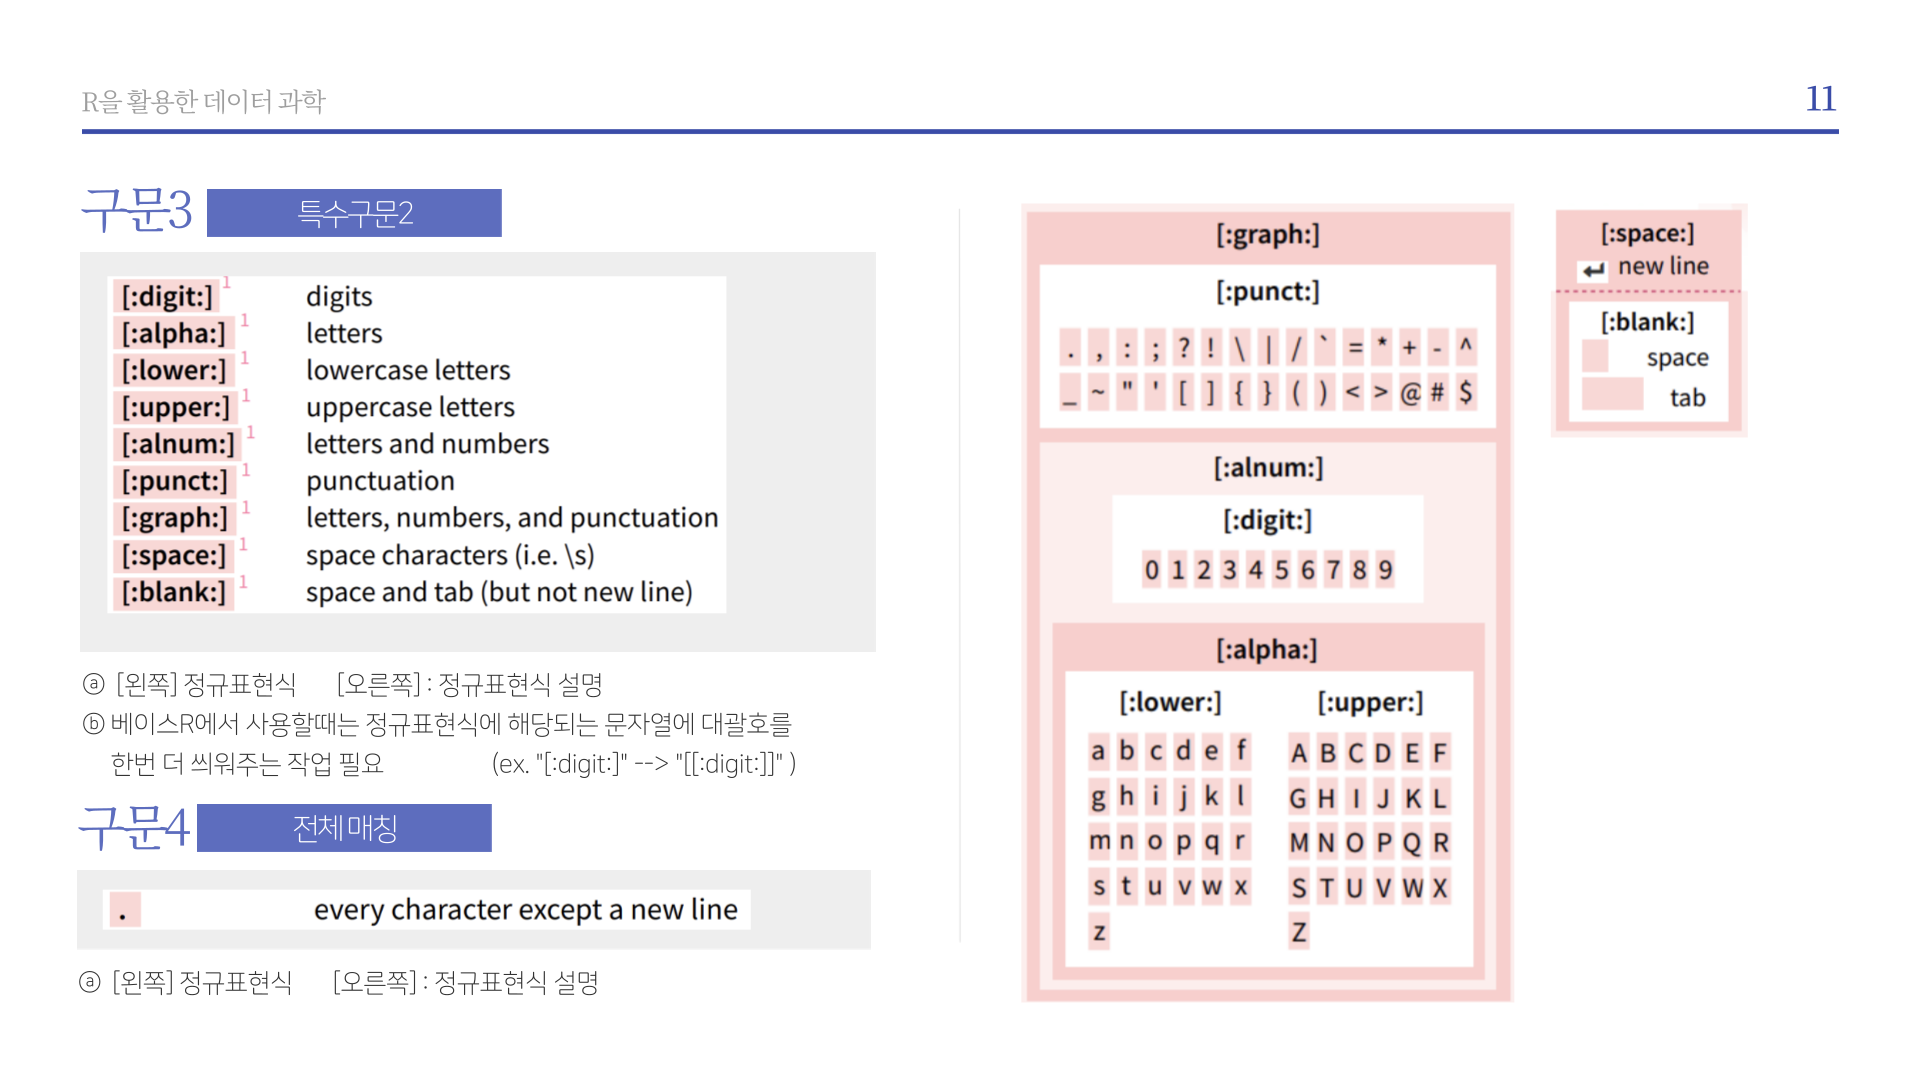 R을 활용한 데이터 과학
11
구문3 특수구문2
[:digit:] 1 digits
[:alpha:] 1 letters
[:lower:] 1 lowercase letters
[:upper:] 1 uppercase letters
[:alnum:] 1 letters and numbers
[:punct:] 1 punctuation
[:graph:] 1 letters, numbers, and punctuation
[:space:] 1 space characters (i.e. \s)
[:blank:] 1 space and tab (but not new line)
ⓐ [왼쪽] 정규표현식 [오른쪽] : 정규표현식 설명
ⓑ 베이스R에서 사용할때는 정규표현식에 해당되는 문자열에 대괄호를
한번 더 씌워주는 작업 필요 (ex. "[:digit:]" --> "[[:digit:]]" )
구문4 전체 매칭
. every character except a new line
ⓐ [왼쪽] 정규표현식 [오른쪽] : 정규표현식 설명
[:graph:]
[:punct:]
. , : ; ? ! \ | / ` = * + - ^
_ ~ " ' [ ] { } ( ) < > @ # $
[:alnum:]
[:digit:]
0 1 2 3 4 5 6 7 8 9
[:alpha:]
[:lower:] [:upper:]
a b c d e f A B C D E F
g h i j k l G H I J K L
m n o p q r M N O P Q R
s t u v w x S T U V W X
z Z
[:space:]
↵ new line
[:blank:]
space
tab